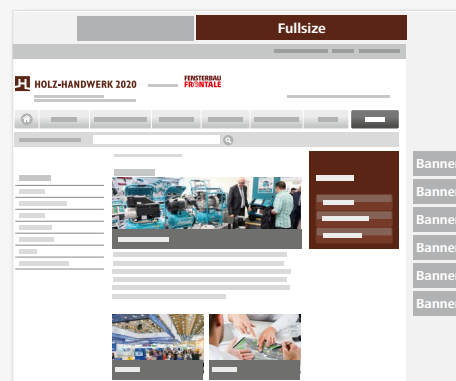 Fullsize
HOLZ-HANDWERK 2020
FENSTERBAU
FRONTALE
Banner
Banner
Banner
Banner
Banner
Banner